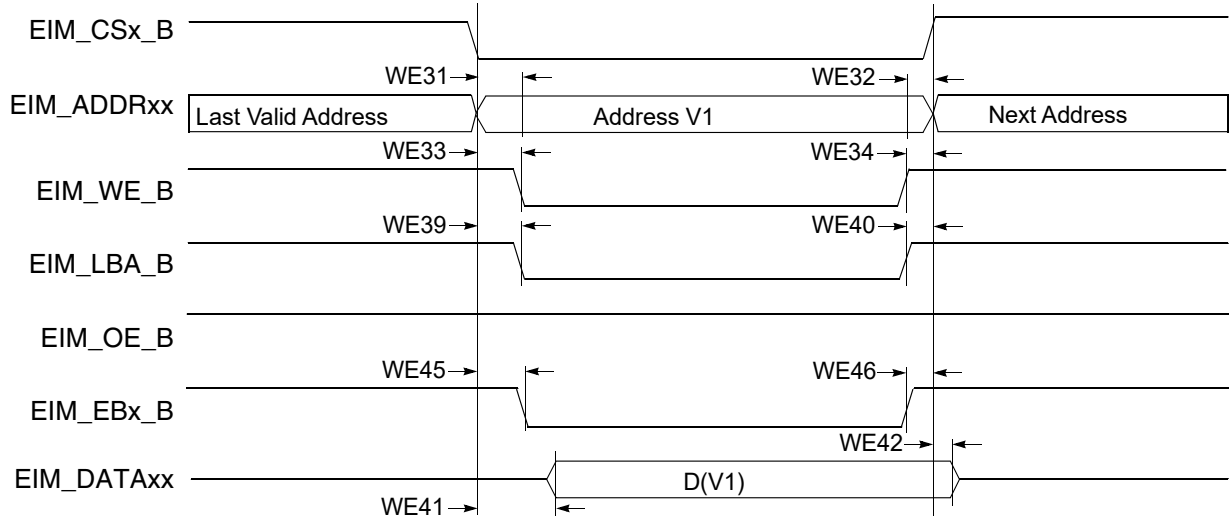 EIM_CSx_B
WE31
WE32
EIM_ADDRxx
Last Valid Address
Address V1
Next Address
WE33
WE34
EIM_WE_B
WE39
WE40
EIM_LBA_B
EIM_OE_B
WE45
WE46
EIM_EBx_B
WE42
EIM_DATAxx
D(V1)
WE41